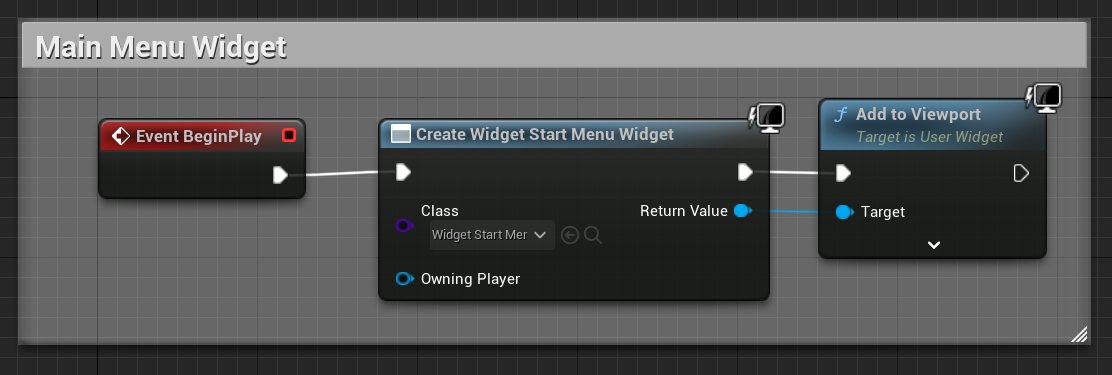 Main Menu Widget
Event BeginPlay
Create Widget Start Menu Widget
Class
Widget Start Mer
Return Value
Owning Player
f Add to Viewport
Target is User Widget
Target